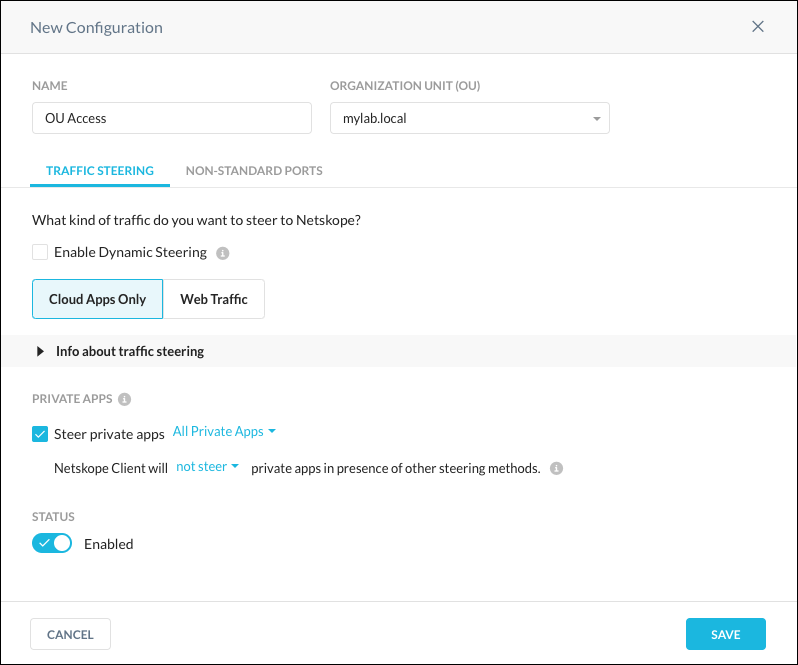 New Configuration
NAME
ORGANIZATION UNIT (OU)
OU Access
mylab.local
TRAFFIC STEERING
NON-STANDARD PORTS
What kind of traffic do you want to steer to Netskope?
Enable Dynamic Steering
Cloud Apps Only
Web Traffic
Info about traffic steering
PRIVATE APPS
Steer private apps All Private Apps
Netskope Client will not steer private apps in presence of other steering methods.
STATUS
Enabled
CANCEL
SAVE